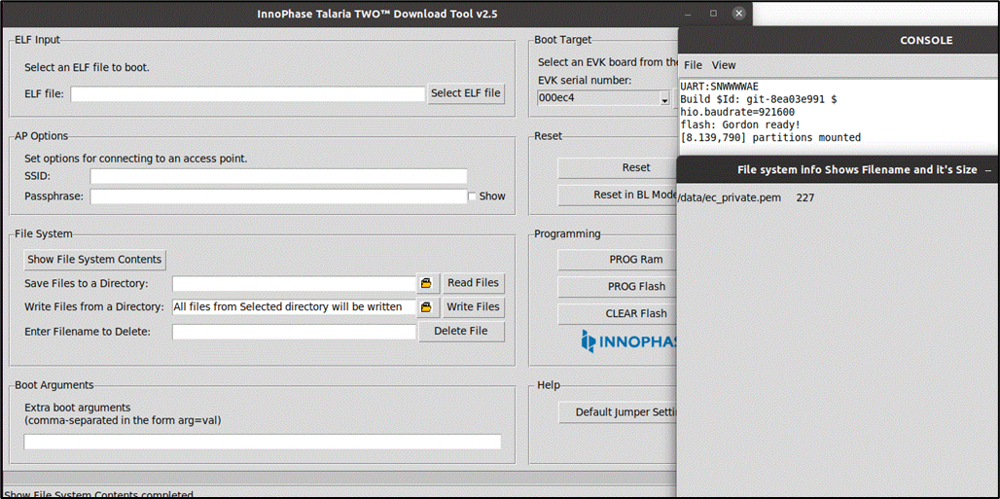 InnoPhase Talaria TWO™ Download Tool v2.5
ELF Input
Select an ELF file to boot.
ELF file:
Select ELF file
AP Options
Set options for connecting to an access point.
SSID:
Passphrase:
Show
File System
Show File System Contents
Save Files to a Directory:
Read Files
Write Files from a Directory:
All files from Selected directory will be written
Write Files
Enter Filename to Delete:
Delete File
Boot Arguments
Extra boot arguments
(comma-separated in the form arg=val)
Show File System Contents completed
Boot Target
Select an EVK board from the
EVK serial number:
000ec4
Reset
Reset
Reset in BL Mode
Programming
PROG Ram
PROG Flash
CLEAR Flash
INNOPHAS
Help
Default Jumper Setti
CONSOLE
File View
UART:SNWWWWAE
Build $Id: git-8ea03e991 $
hio.baudrate=921600
flash: Gordon ready!
[8.139,790] partitions mounted
File system info Shows Filename and it's Size
/data/ec_private.pem 227